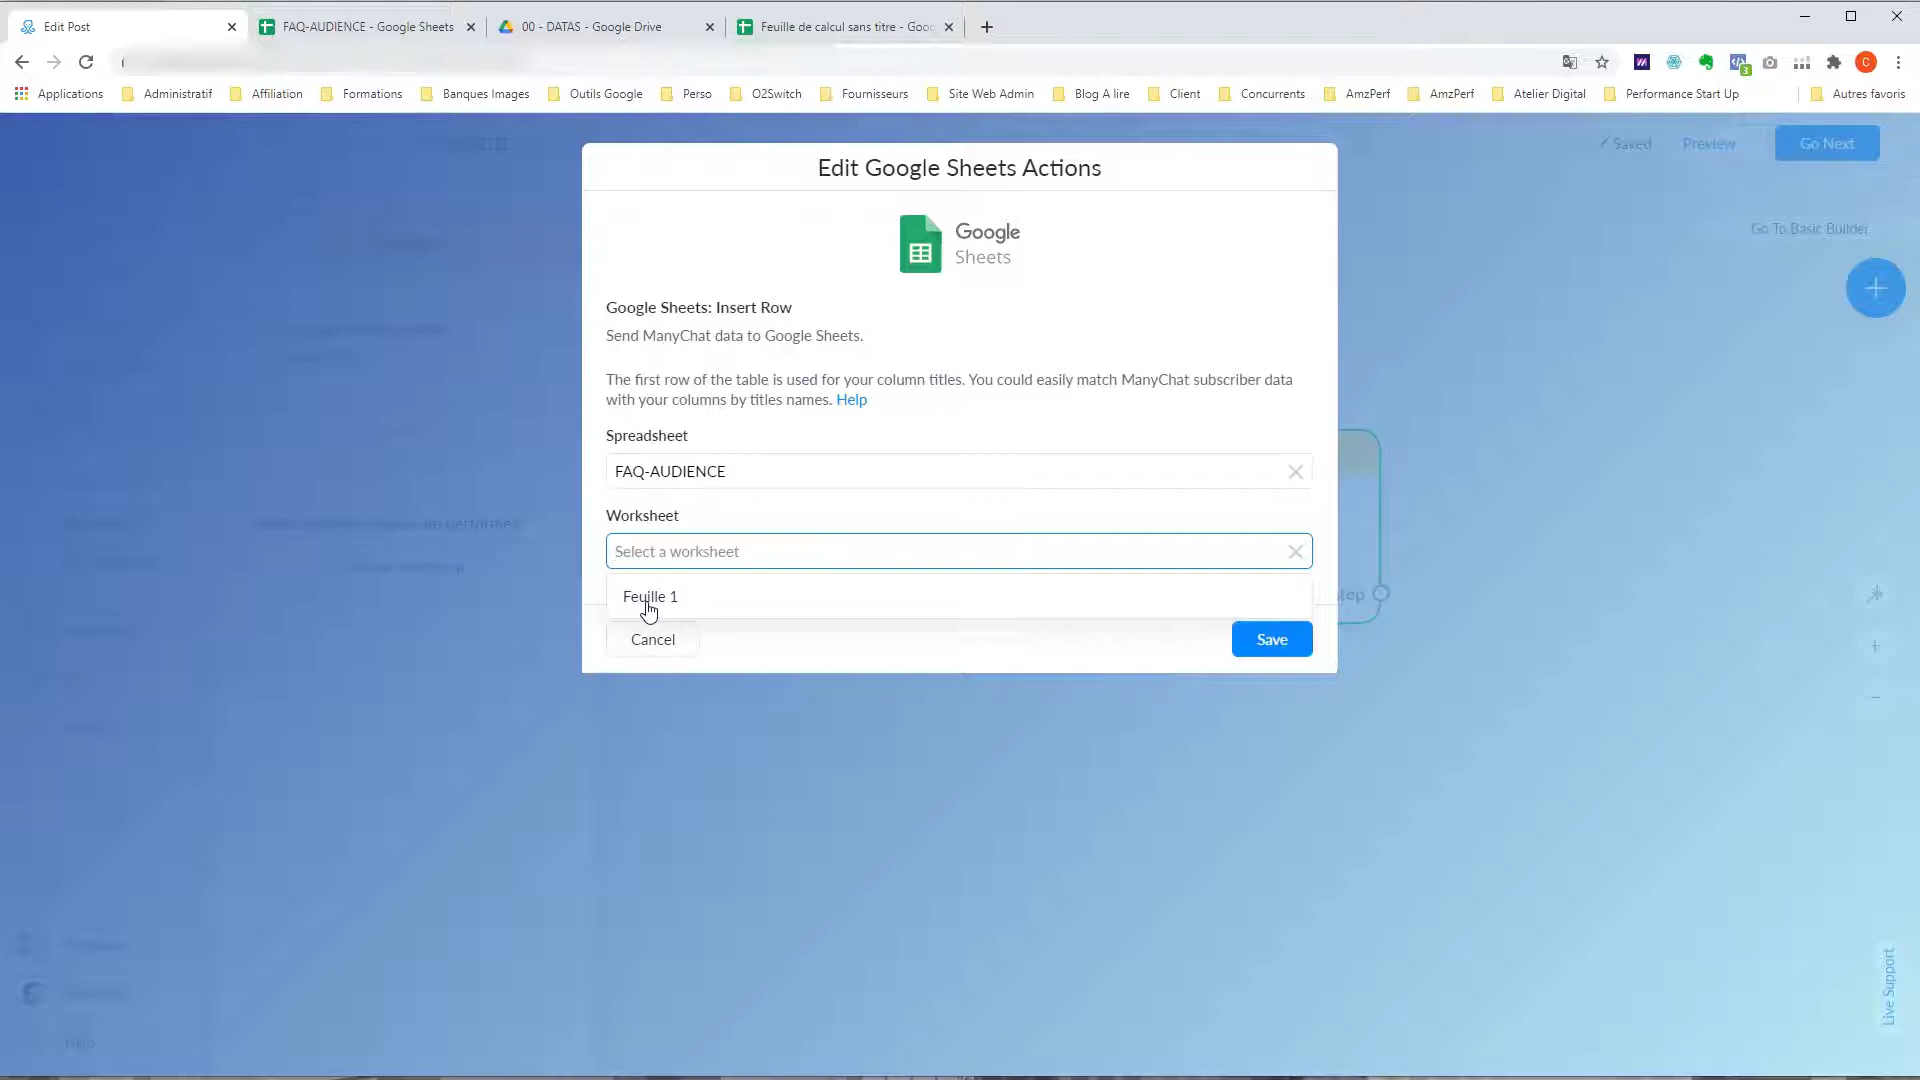 Edit Post
FAQ-AUDIENCE - Google Sheets
00 - DATAS - Google Drive
Feuille de calcul sans titre - Goo
3
C
Applications
Administratif
Affiliation
Formations
Banques Images
Outils Google
Perso
O2Switch
Fournisseurs
Site Web Admin
Blog A lire
Client
Concurrents
AmzPerf
AmzPerf
Atelier Digital
Performance Start Up
Autres favoris
Saved
Preview
Go Next
Go To Basic Builder
Edit Google Sheets Actions
Google
Sheets
Google Sheets: Insert Row
Send ManyChat data to Google Sheets.
The first row of the table is used for your column titles. You could easily match ManyChat subscriber data
with your columns by titles names. Help
Spreadsheet
FAQ-AUDIENCE
Worksheet
Select a worksheet
Feuille 1
Cancel
Save
Live Support
Help